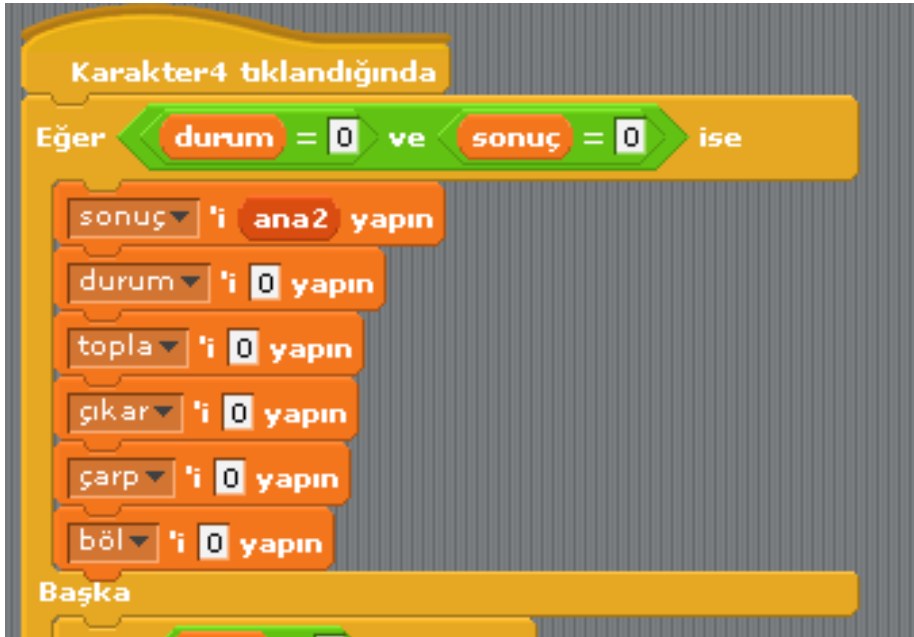 Karakter4 tıklandığında
Eğer durum = 0 ve sonuç = 0 ise
sonuç 'i ana2 yapın
durum 'i 0 yapın
topla 'i 0 yapın
çıkar 'i 0 yapın
çarp 'i 0 yapın
böl 'i 0 yapın
Başka